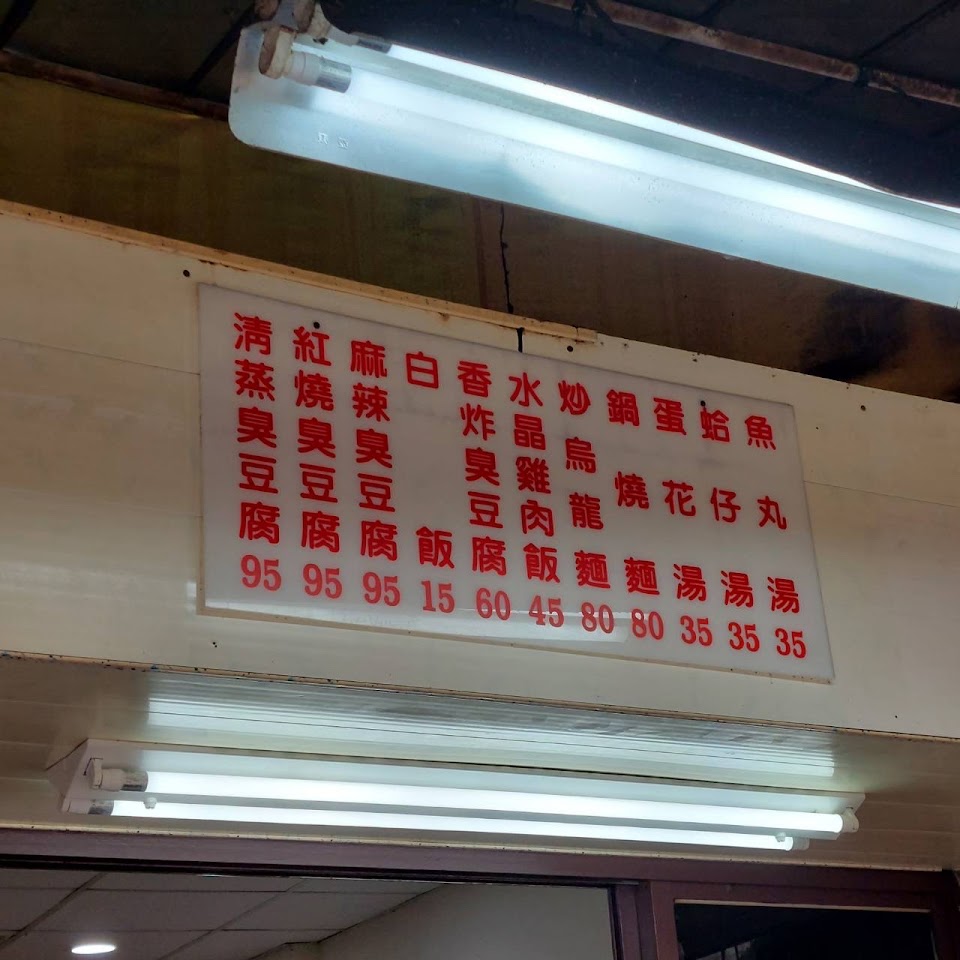 清蒸臭豆腐 95
紅燒臭豆腐 95
麻辣臭豆腐 95
白飯 15
香炸臭豆腐 60
水晶雞肉飯 45
炒烏龍麵 80
鍋燒麵 80
蛋花湯 35
蛤仔湯 35
魚丸湯 35